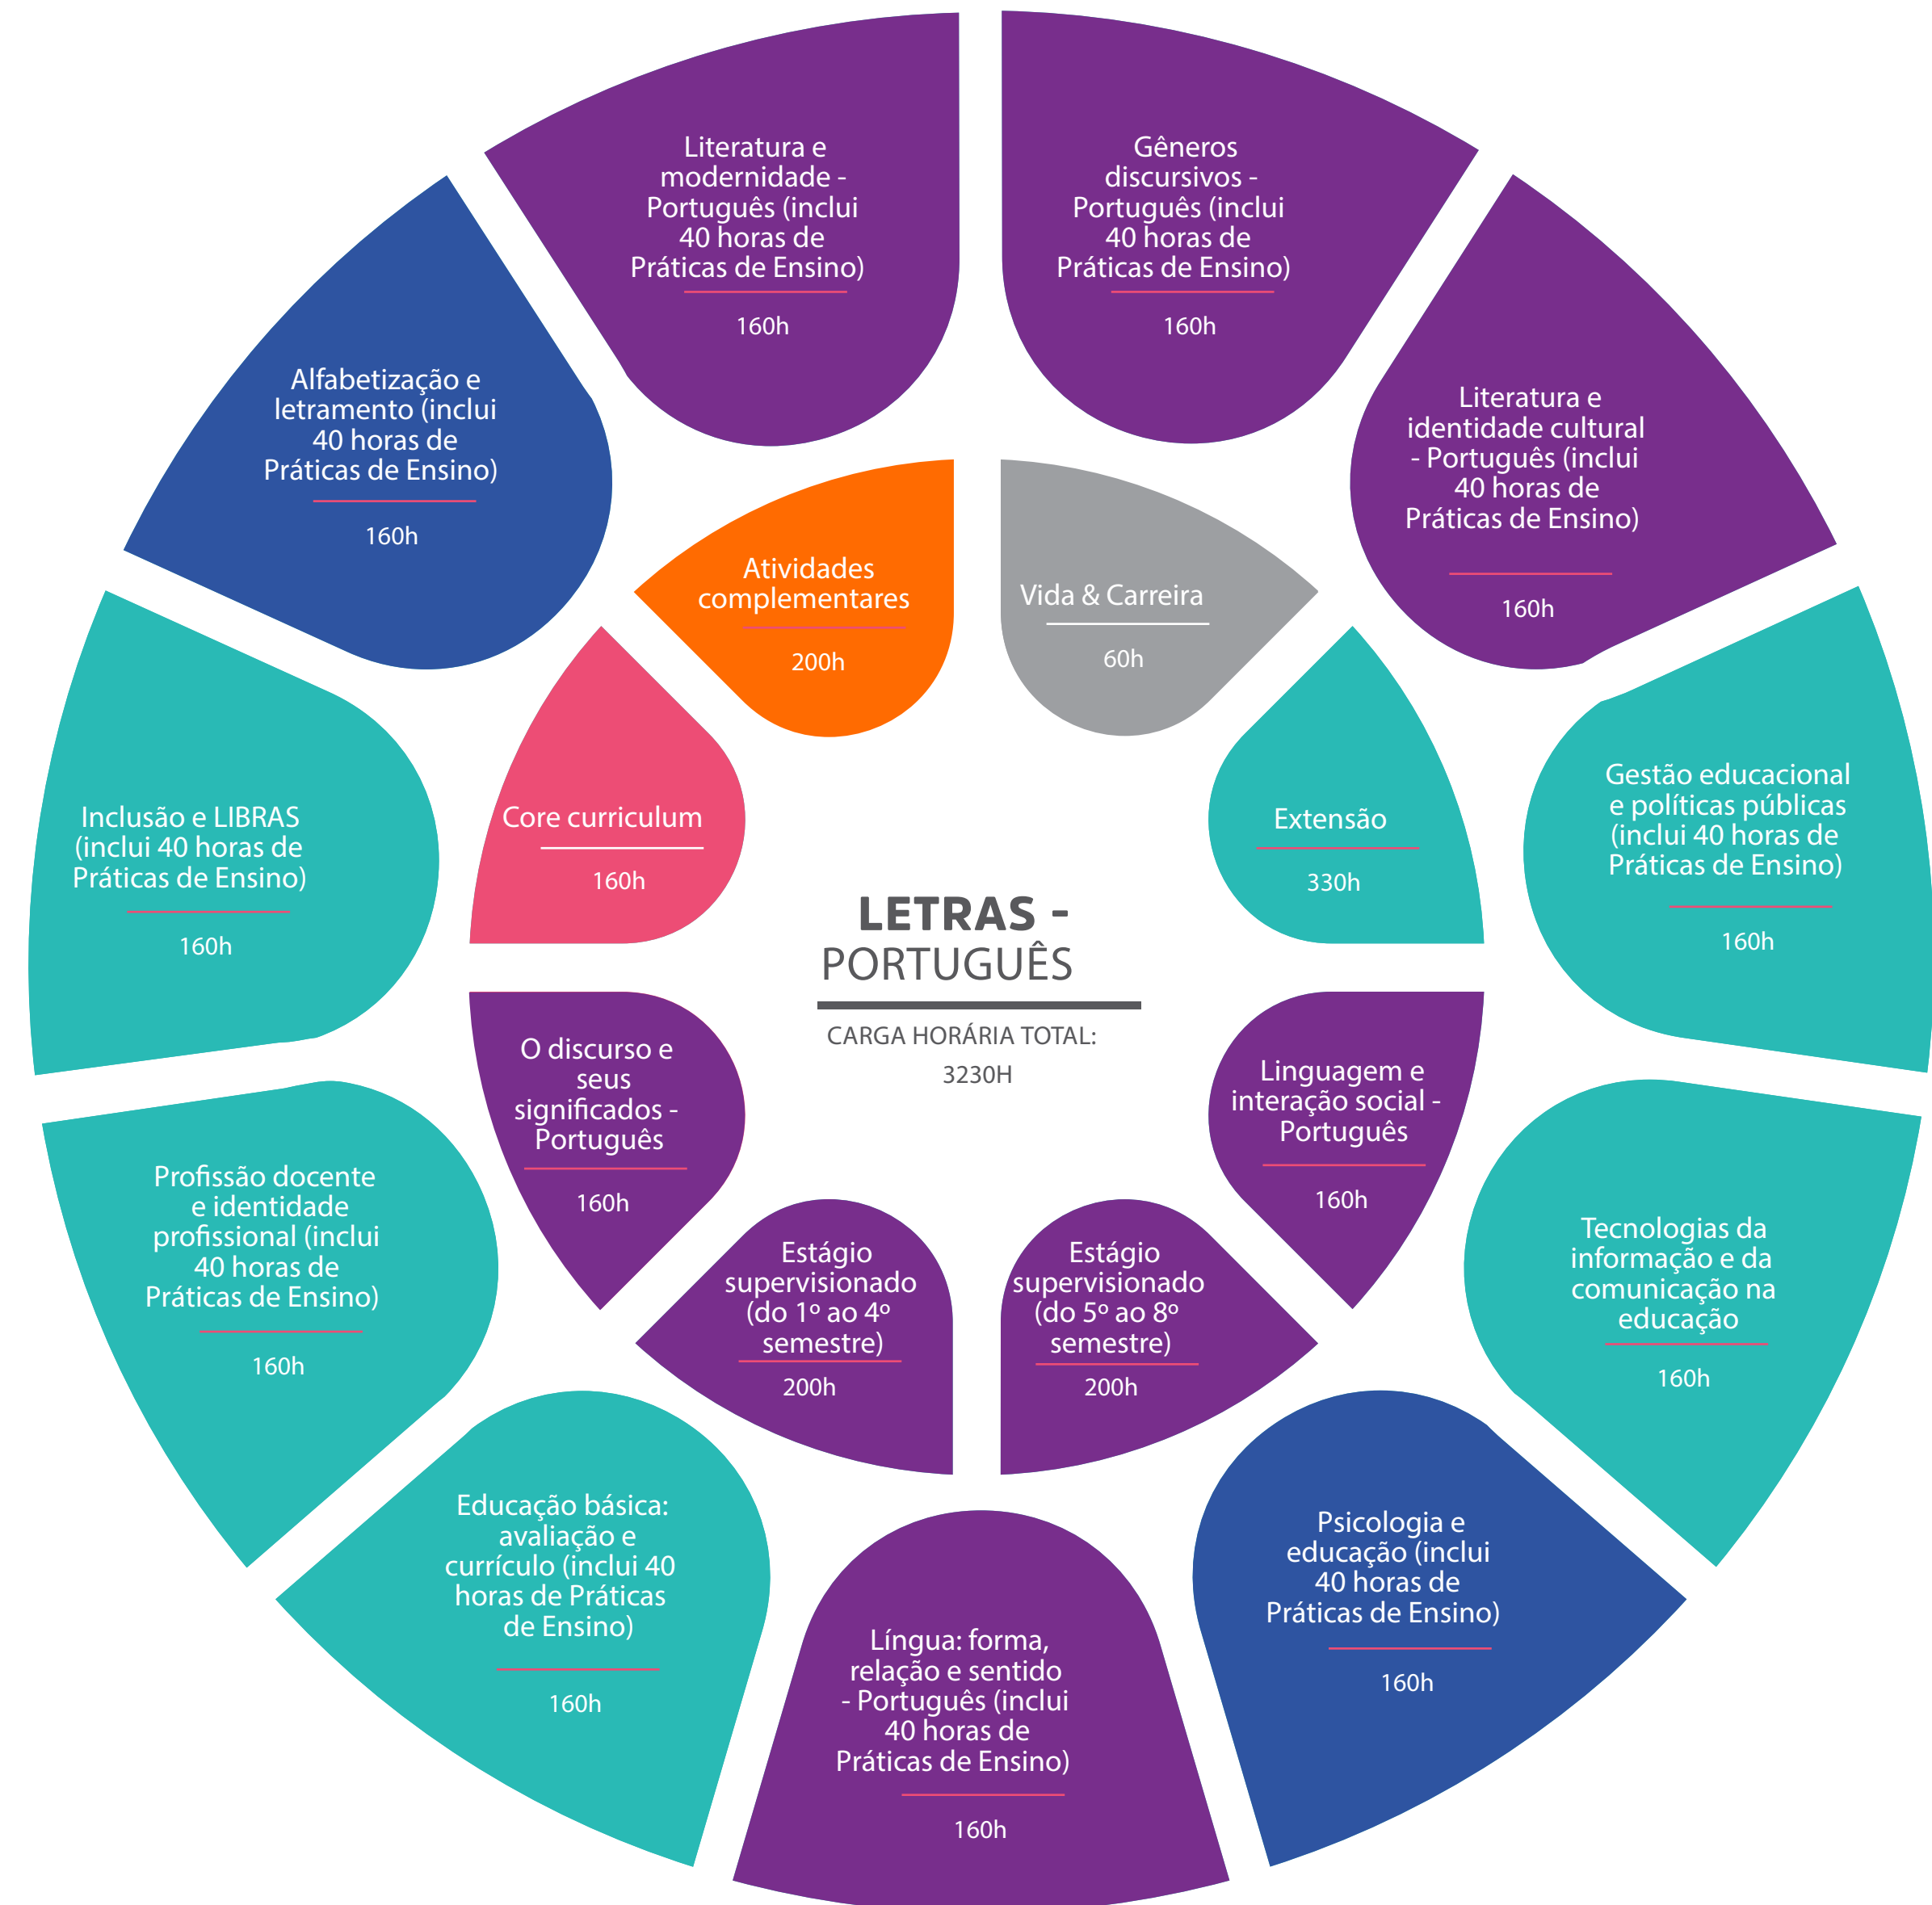 Literatura e
modernidade -
Português (inclui
40 horas de
Práticas de Ensino)
160h
Gêneros
discursivos -
Português (inclui
40 horas de
Práticas de Ensino)
160h
Literatura e
identidade cultural
- Português (inclui
40 horas de
Práticas de Ensino)
160h
Alfabetização e
letramento (inclui
40 horas de
Práticas de Ensino)
160h
Atividades
complementares
200h
Vida & Carreira
60h
Inclusão e LIBRAS
(inclui 40 horas de
Práticas de Ensino)
160h
Core curriculum
160h
Extensão
330h
Gestão educacional
e políticas públicas
(inclui 40 horas de
Práticas de Ensino)
160h
LETRAS -
PORTUGUÊS
CARGA HORÁRIA TOTAL:
3230H
O discurso e
seus
significados -
Português
160h
Linguagem e
interação social -
Português
160h
Profissão docente
e identidade
profissional (inclui
40 horas de
Práticas de Ensino)
160h
Estágio
supervisionado
(do 1º ao 4º
semestre)
200h
Estágio
supervisionado
(do 5º ao 8º
semestre)
200h
Tecnologias da
informação e da
comunicação na
educação
160h
Educação básica:
avaliação e
currículo (inclui 40
horas de Práticas
de Ensino)
160h
Língua: forma,
relação e sentido
- Português (inclui
40 horas de
Práticas de Ensino)
160h
Psicologia e
educação (inclui
40 horas de
Práticas de Ensino)
160h